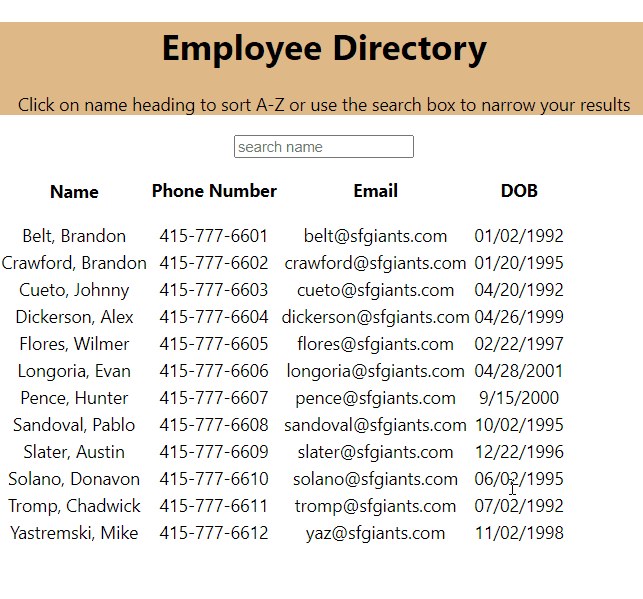 Employee Directory
Click on name heading to sort A-Z or use the search box to narrow your results
search name
Name Phone Number Email DOB
Belt, Brandon 415-777-6601 belt@sfgiants.com 01/02/1992
Crawford, Brandon 415-777-6602 crawford@sfgiants.com 01/20/1995
Cueto, Johnny 415-777-6603 cueto@sfgiants.com 04/20/1992
Dickerson, Alex 415-777-6604 dickerson@sfgiants.com 04/26/1999
Flores, Wilmer 415-777-6605 flores@sfgiants.com 02/22/1997
Longoria, Evan 415-777-6606 longoria@sfgiants.com 04/28/2001
Pence, Hunter 415-777-6607 pence@sfgiants.com 9/15/2000
Sandoval, Pablo 415-777-6608 sandoval@sfgiants.com 10/02/1995
Slater, Austin 415-777-6609 slater@sfgiants.com 12/22/1996
Solano, Donavon 415-777-6610 solano@sfgiants.com 06/02/1995
Tromp, Chadwick 415-777-6611 tromp@sfgiants.com 07/02/1992
Yastremski, Mike 415-777-6612 yaz@sfgiants.com 11/02/1998